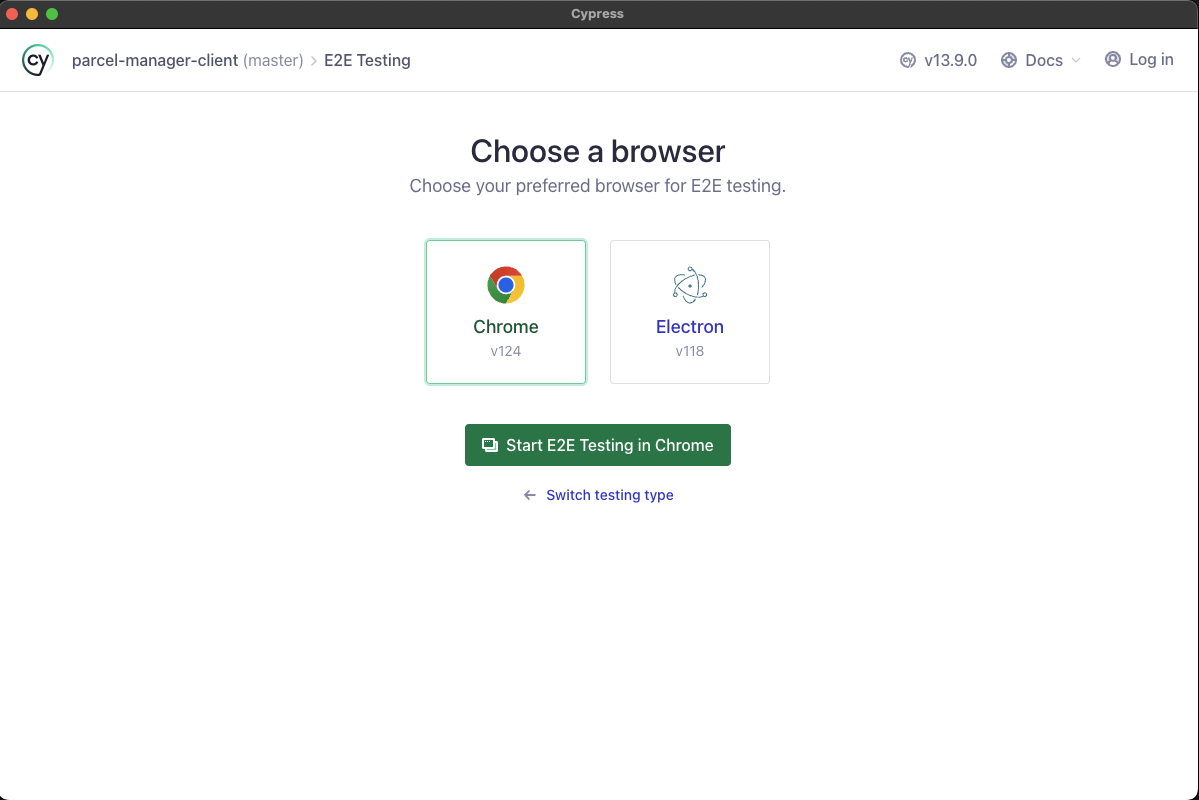 Cypress
cy parcel-manager-client (master) › E2E Testing cy v13.9.0 Docs Log in
Choose a browser
Choose your preferred browser for E2E testing.
Chrome Electron
v124 v118
Start E2E Testing in Chrome
← Switch testing type